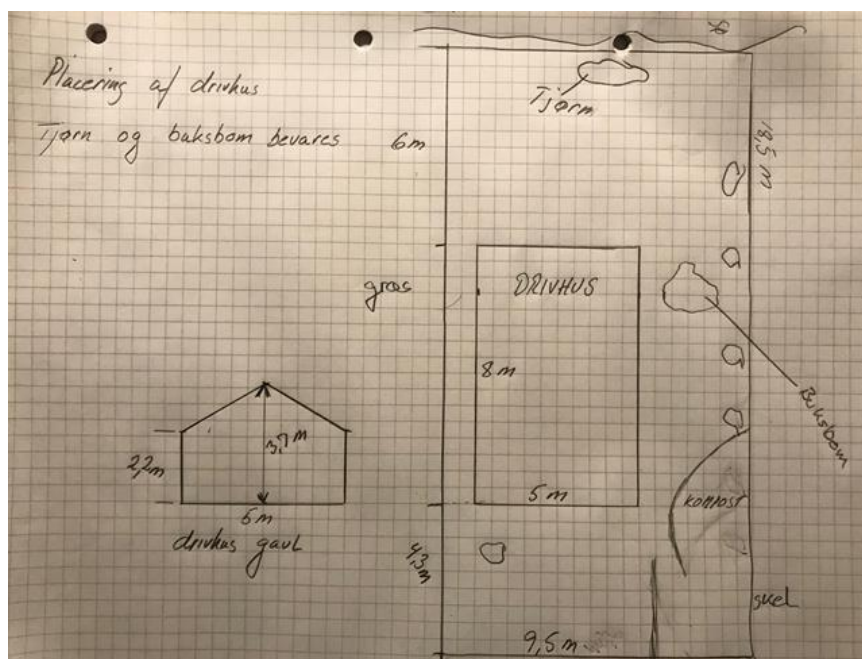 Placering af drivhus
Tjørn og buksbom bevares
6m
Tjørn
18,5 m
græs
DRIVHUS
8m
5m
Buksbom
kompost
3,7m
2,2m
5m
drivhus gavl
4,3m
skel
9,5m